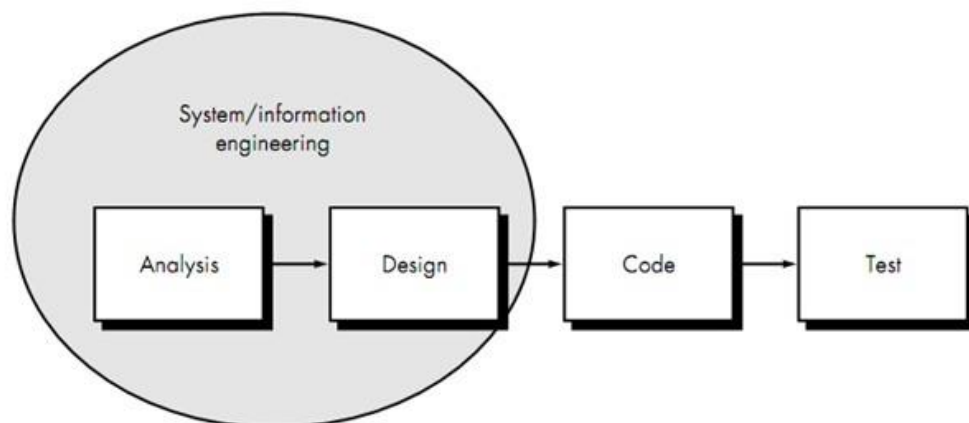 System/information
engineering
Analysis
Design
Code
Test